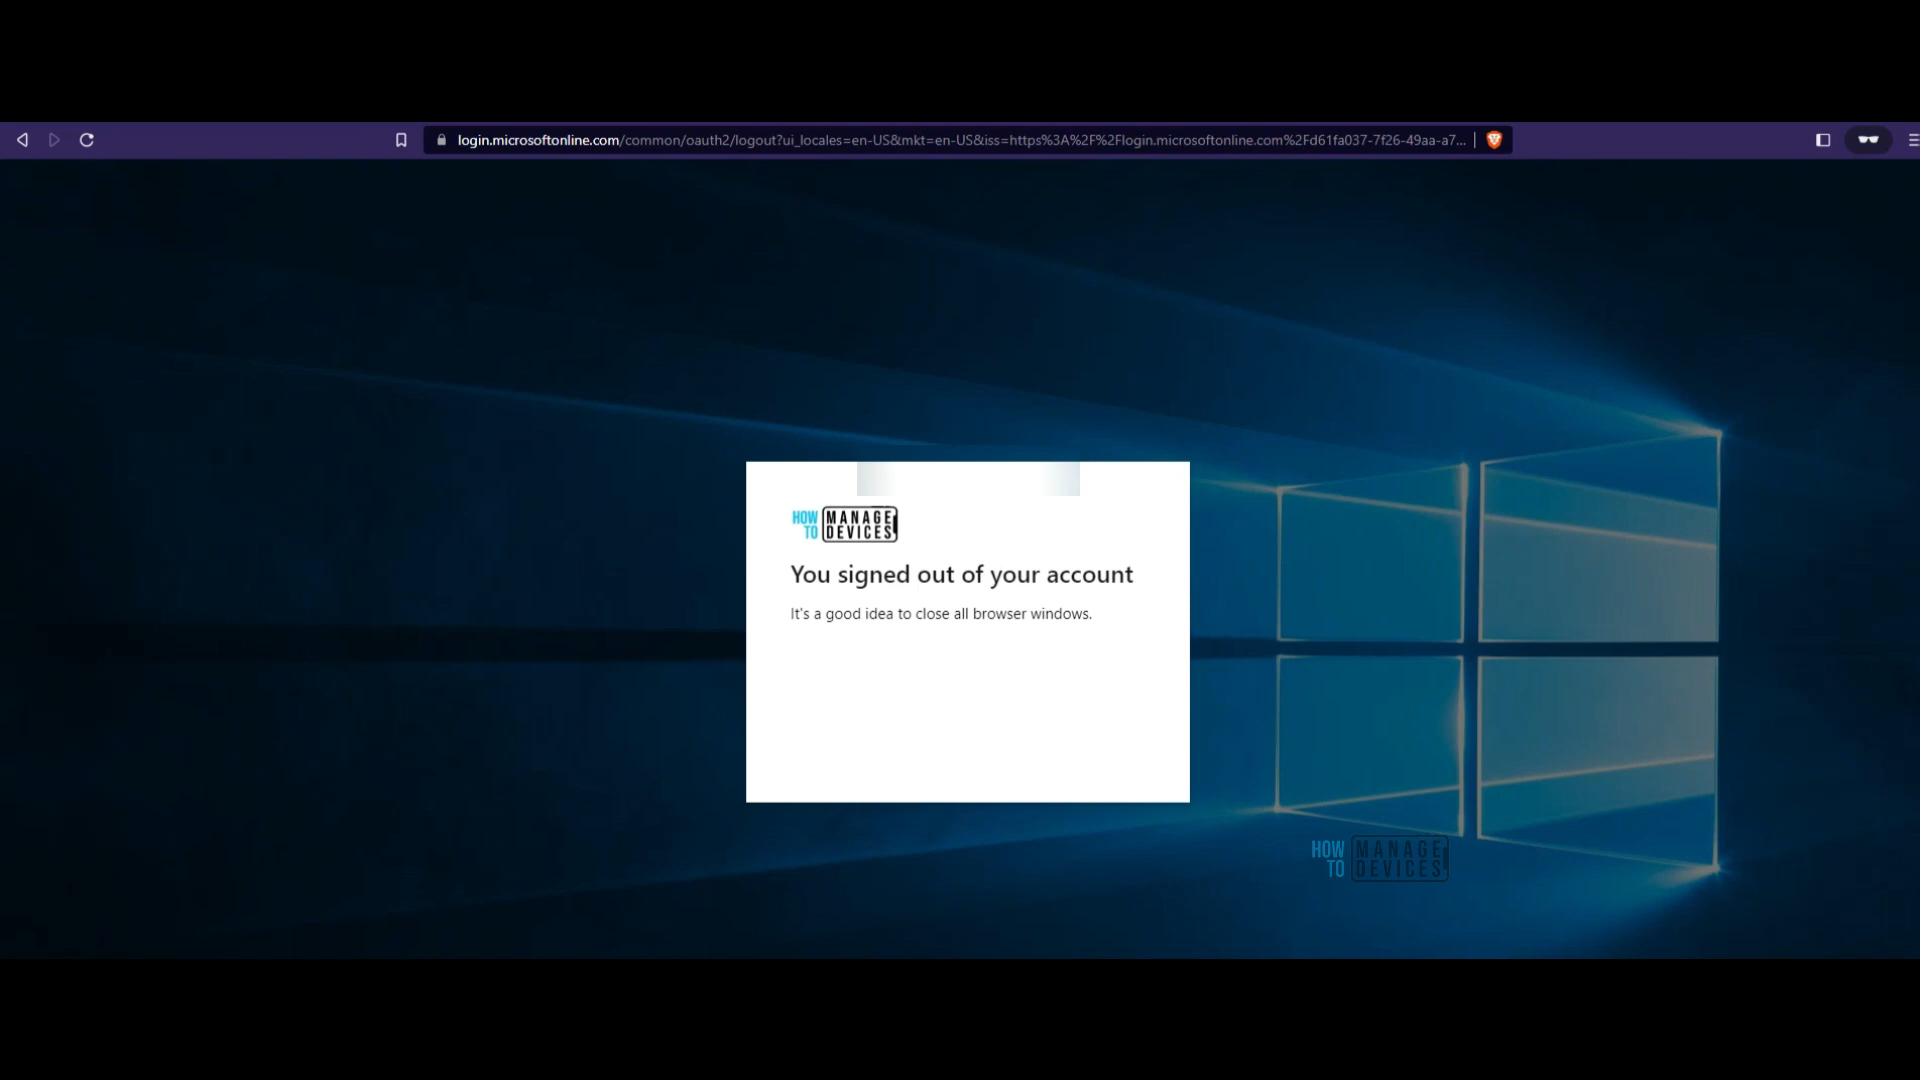 login.microsoftonline.com/common/oauth2/logout?ui_locales=en-US&mkt=en-US&iss=https%3A%2F%2Flogin.microsoftonline.com%2Fd61fa037-7f26-49aa-a7...
HOW TO MANAGE DEVICES
You signed out of your account
It's a good idea to close all browser windows.
HOW TO MANAGE DEVICES